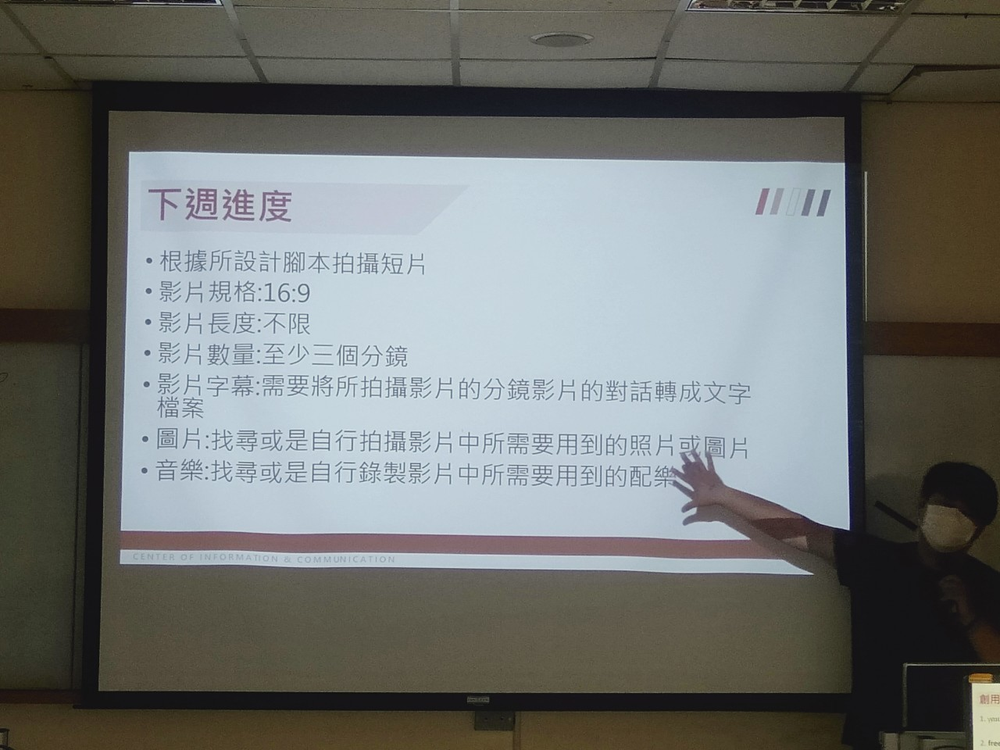 下週進度
• 根據所設計腳本拍攝短片
• 影片規格:16:9
• 影片長度:不限
• 影片數量:至少三個分鏡
• 影片字幕:需要將所拍攝影片的分鏡影片的對話轉成文字
檔案
• 圖片:找尋或是自行拍攝影片中所需要用到的照片或圖片
• 音樂:找尋或是自行錄製影片中所需要用到的配樂
CENTER OF INFORMATION & COMMUNICATION
創用
1.
2. free